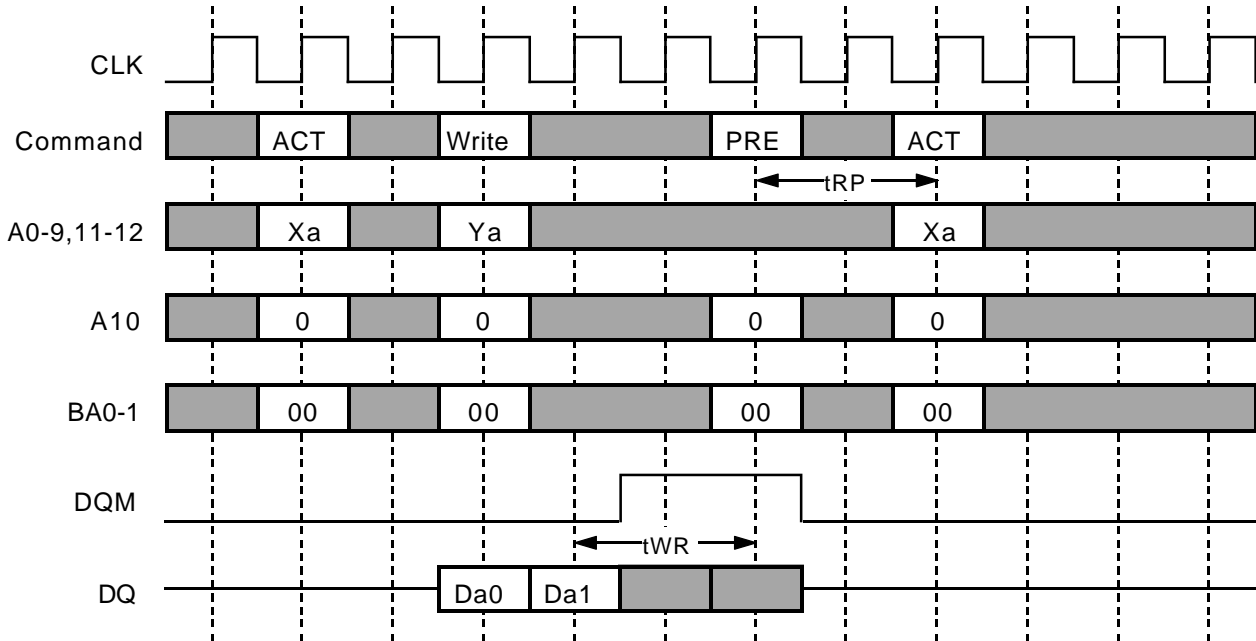 CLK
Command ACT Write PRE ACT
tRP
A0-9,11-12 Xa Ya Xa
A10 0 0 0 0
BA0-1 00 00 00 00
DQM
tWR
DQ Da0 Da1